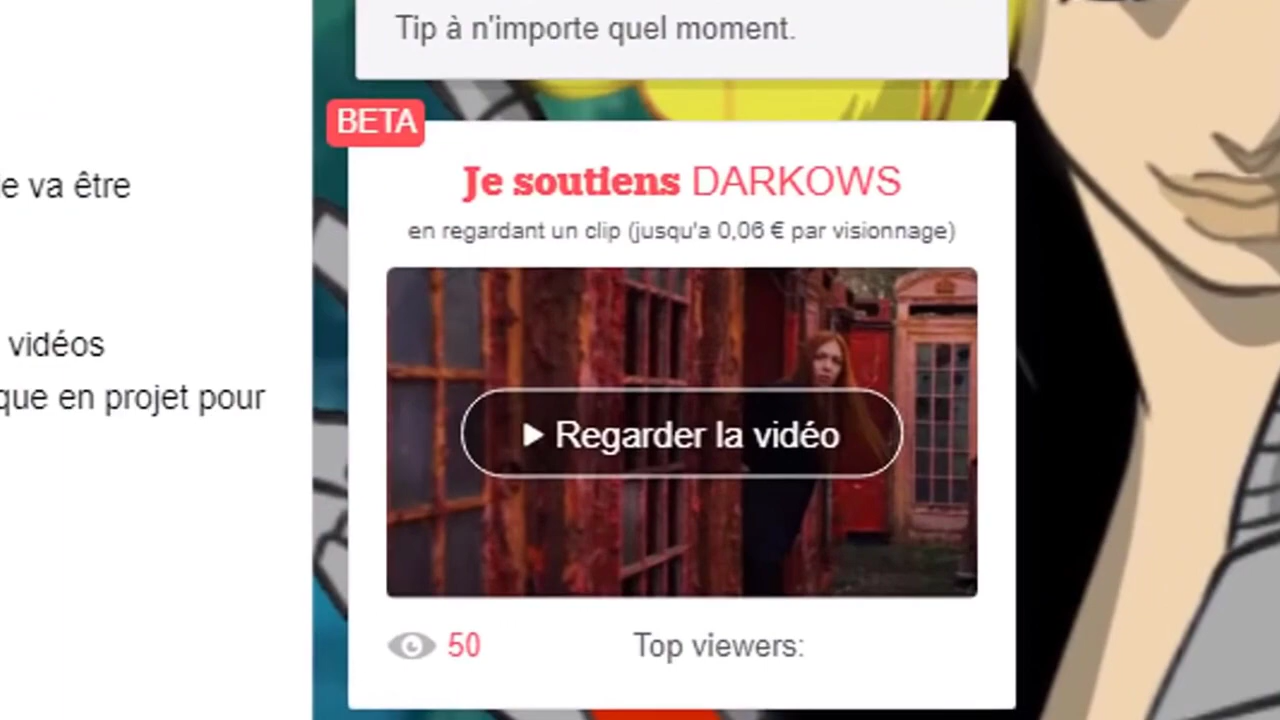 Tip à n'importe quel moment.
BETA
e va être
Je soutiens DARKOWS
en regardant un clip (jusqu'a 0,06 € par visionnage)
vidéos
que en projet pour
Regarder la vidéo
50
Top viewers: